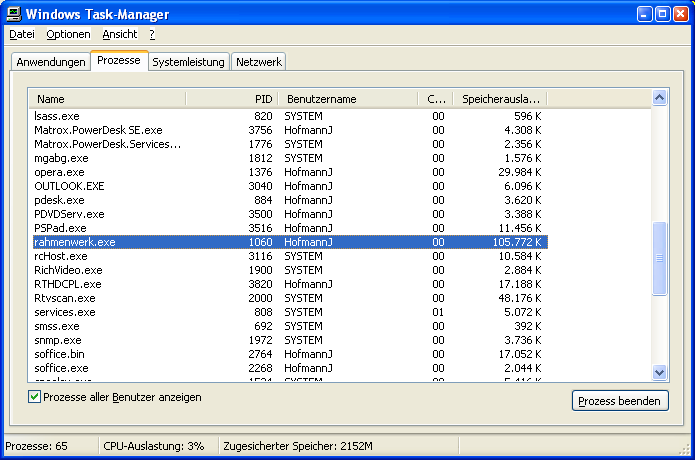 Windows Task-Manager
Datei Optionen Ansicht ?
Anwendungen Prozesse Systemleistung Netzwerk
Name PID Benutzername C... Speicherausla...
lsass.exe 820 SYSTEM 00 596 K
Matrox.PowerDesk SE.exe 3756 HofmannJ 00 4.308 K
Matrox.PowerDesk.Services... 1776 SYSTEM 00 2.356 K
mgabg.exe 1812 SYSTEM 00 1.576 K
opera.exe 1376 HofmannJ 00 29.984 K
OUTLOOK.EXE 3040 HofmannJ 00 6.096 K
pdesk.exe 884 HofmannJ 00 3.620 K
PDVDServ.exe 3500 HofmannJ 00 3.388 K
PSPad.exe 3516 HofmannJ 00 11.456 K
rahmenwerk.exe 1060 HofmannJ 00 105.772 K
rcHost.exe 3116 SYSTEM 00 10.584 K
RichVideo.exe 1900 SYSTEM 00 2.884 K
RTHDCPL.exe 3820 HofmannJ 00 17.188 K
Rtvscan.exe 2000 SYSTEM 00 48.176 K
services.exe 808 SYSTEM 01 5.072 K
smss.exe 692 SYSTEM 00 392 K
snmp.exe 1972 SYSTEM 00 3.736 K
soffice.bin 2764 HofmannJ 00 17.052 K
soffice.exe 2268 HofmannJ 00 2.044 K
Prozesse aller Benutzer anzeigen
Prozess beenden
Prozesse: 65 CPU-Auslastung: 3% Zugesicherter Speicher: 2152M